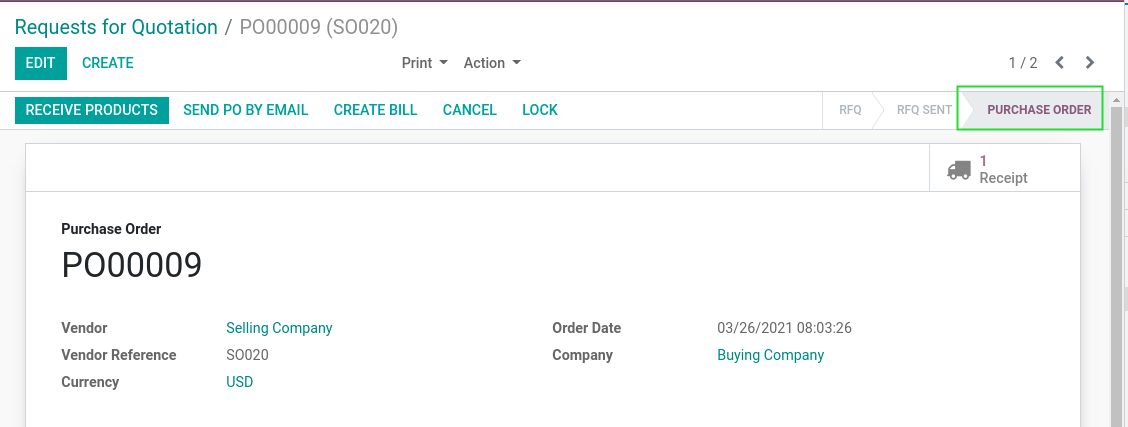 Requests for Quotation / PO00009 (SO020)
EDIT CREATE Print Action 1 / 2
RECEIVE PRODUCTS SEND PO BY EMAIL CREATE BILL CANCEL LOCK RFQ RFQ SENT PURCHASE ORDER
1
Receipt
Purchase Order
PO00009
Vendor Selling Company Order Date 03/26/2021 08:03:26
Vendor Reference SO020 Company Buying Company
Currency USD